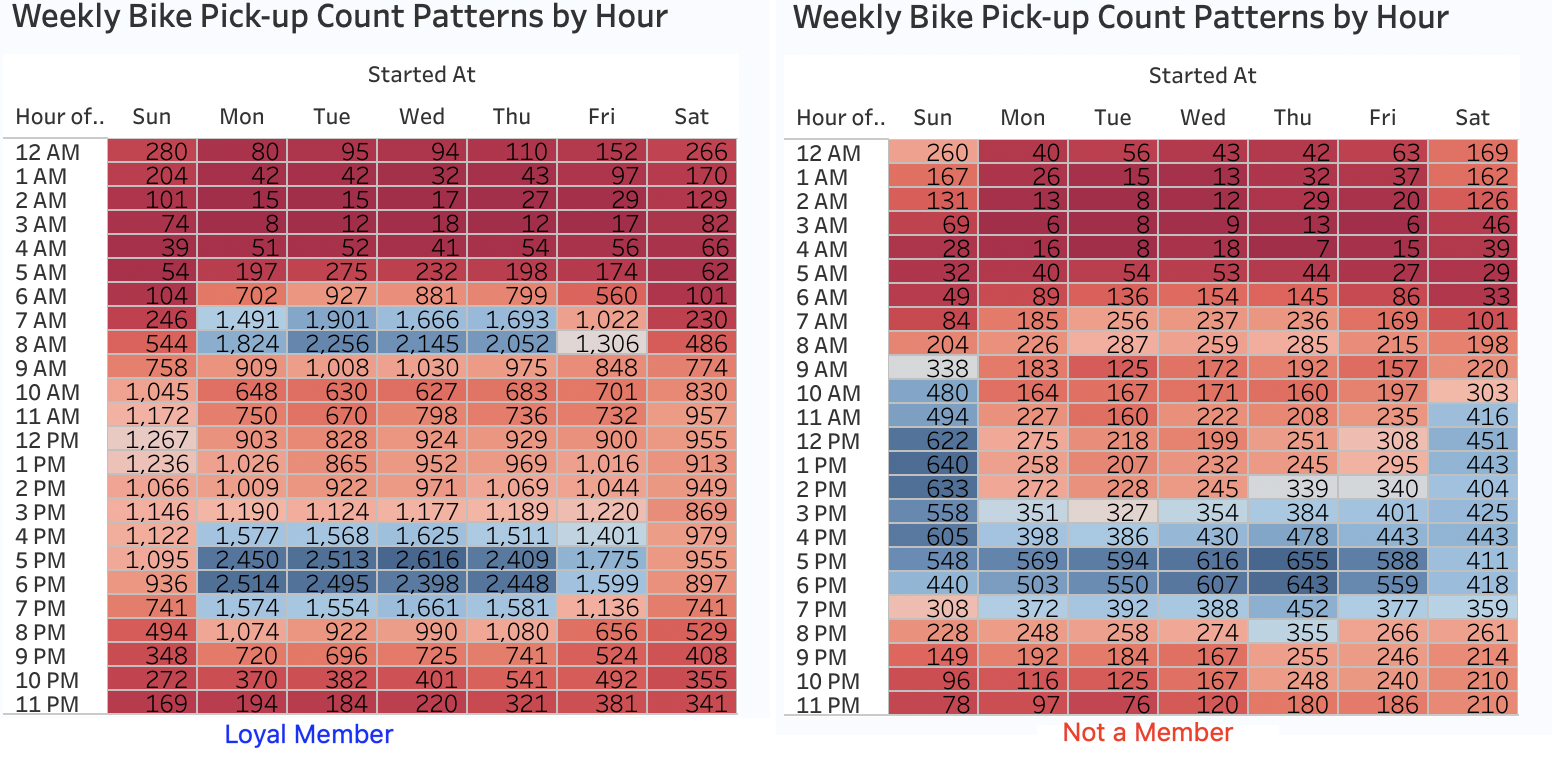 Weekly Bike Pick-up Count Patterns by Hour
Started At
Hour of.. Sun Mon Tue Wed Thu Fri Sat
12 AM 280 80 95 94 110 152 266
1 AM 204 42 42 32 43 97 170
2 AM 101 15 15 17 27 29 129
3 AM 74 8 12 18 12 17 82
4 AM 39 51 52 41 54 56 66
5 AM 54 197 275 232 198 174 62
6 AM 104 702 927 881 799 560 101
7 AM 246 1,491 1,901 1,666 1,693 1,022 230
8 AM 544 1,824 2,256 2,145 2,052 1,306 486
9 AM 758 909 1,008 1,030 975 848 774
10 AM 1,045 648 630 627 683 701 830
11 AM 1,172 750 670 798 736 732 957
12 PM 1,267 903 828 924 929 900 955
1 PM 1,236 1,026 865 952 969 1,016 913
2 PM 1,066 1,009 922 971 1,069 1,044 949
3 PM 1,146 1,190 1,124 1,177 1,189 1,220 869
4 PM 1,122 1,577 1,568 1,625 1,511 1,401 979
5 PM 1,095 2,450 2,513 2,616 2,409 1,775 955
6 PM 936 2,514 2,495 2,398 2,448 1,599 897
7 PM 741 1,574 1,554 1,661 1,581 1,136 741
8 PM 494 1,074 922 990 1,080 656 529
9 PM 348 720 696 725 741 524 408
10 PM 272 370 382 401 541 492 355
11 PM 169 194 184 220 321 381 341
Loyal Member
Weekly Bike Pick-up Count Patterns by Hour
Started At
Hour of.. Sun Mon Tue Wed Thu Fri Sat
12 AM 260 40 56 43 42 63 169
1 AM 167 26 15 13 32 37 162
2 AM 131 13 8 12 29 20 126
3 AM 69 6 8 9 13 6 46
4 AM 28 16 8 18 7 15 39
5 AM 32 40 54 53 44 27 29
6 AM 49 89 136 154 145 86 33
7 AM 84 185 256 237 236 169 101
8 AM 204 226 287 259 285 215 198
9 AM 338 183 125 172 192 157 220
10 AM 480 164 167 171 160 197 303
11 AM 494 227 160 222 208 235 416
12 PM 622 275 218 199 251 308 451
1 PM 640 258 207 232 245 295 443
2 PM 633 272 228 245 339 340 404
3 PM 558 351 327 354 384 401 425
4 PM 605 398 386 430 478 443 443
5 PM 548 569 594 616 655 588 411
6 PM 440 503 550 607 643 559 418
7 PM 308 372 392 388 452 377 359
8 PM 228 248 258 274 355 266 261
9 PM 149 192 184 167 255 246 214
10 PM 96 116 125 167 248 240 210
11 PM 78 97 76 120 180 186 210
Not a Member